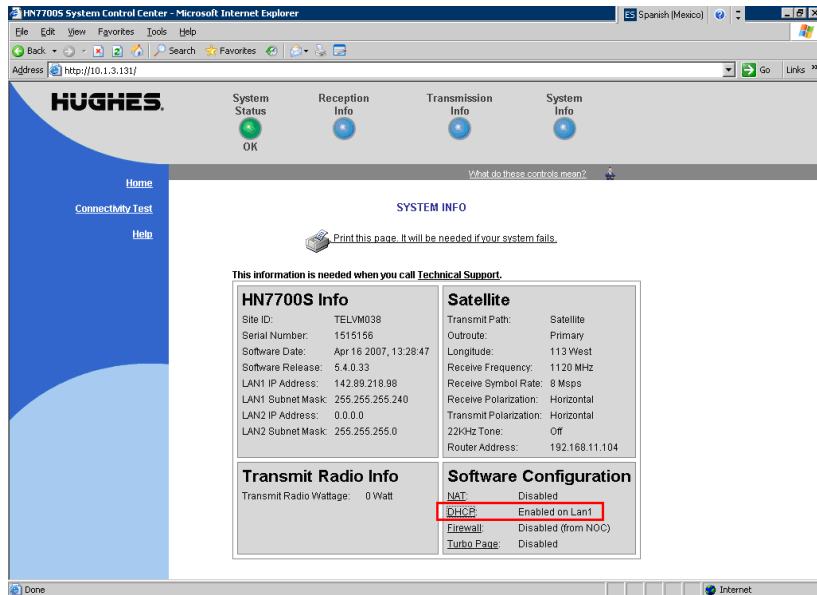 HN7700S System Control Center - Microsoft Internet Explorer
ES Spanish (Mexico)
File Edit View Favorites Tools Help
Back Search Favorites
Address http://10.1.3.131/ Go Links »
HUGHES.
System Status OK
Reception Info
Transmission Info
System Info
What do these controls mean?
Home
Connectivity Test
Help
SYSTEM INFO
Print this page. It will be needed if your system fails.
This information is needed when you call Technical Support.
HN7700S Info
Site ID: TELVM038
Serial Number: 1515156
Software Date: Apr 16 2007, 13:28:47
Software Release: 5.4.0.33
LAN1 IP Address: 142.89.218.98
LAN1 Subnet Mask: 255.255.255.240
LAN2 IP Address: 0.0.0.0
LAN2 Subnet Mask: 255.255.255.0
Satellite
Transmit Path: Satellite
Outroute: Primary
Longitude: 113 West
Receive Frequency: 1120 MHz
Receive Symbol Rate: 8 Msps
Receive Polarization: Horizontal
Transmit Polarization: Horizontal
22KHz Tone: Off
Router Address: 192.168.11.104
Transmit Radio Info
Transmit Radio Wattage: 0 Watt
Software Configuration
NAT: Disabled
DHCP: Enabled on Lan1
Firewall: Disabled (from NOC)
Turbo Page: Disabled
Done
Internet